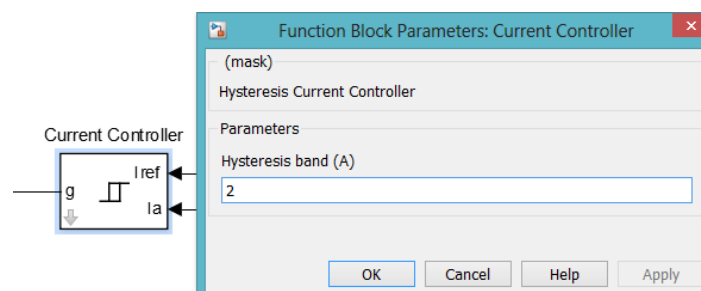 Function Block Parameters: Current Controller
(mask)
Hysteresis Current Controller
Parameters
Hysteresis band (A)
2
OK Cancel Help Apply
Current Controller
Iref
g
Ia